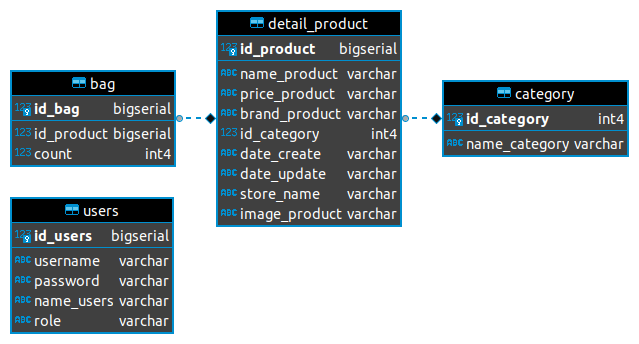 bag
id_bag bigserial
id_product bigserial
count int4
users
id_users bigserial
username varchar
password varchar
name_users varchar
role varchar
detail_product
id_product bigserial
name_product varchar
price_product varchar
brand_product varchar
id_category int4
date_create varchar
date_update varchar
store_name varchar
image_product varchar
category
id_category int4
name_category varchar